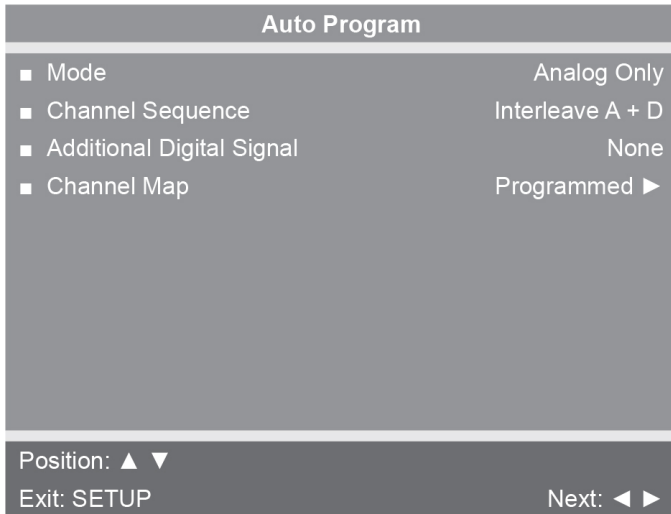 Auto Program
■ Mode Analog Only
■ Channel Sequence Interleave A + D
■ Additional Digital Signal None
■ Channel Map Programmed ►
Position: ▲ ▼
Exit: SETUP Next: ◄ ►